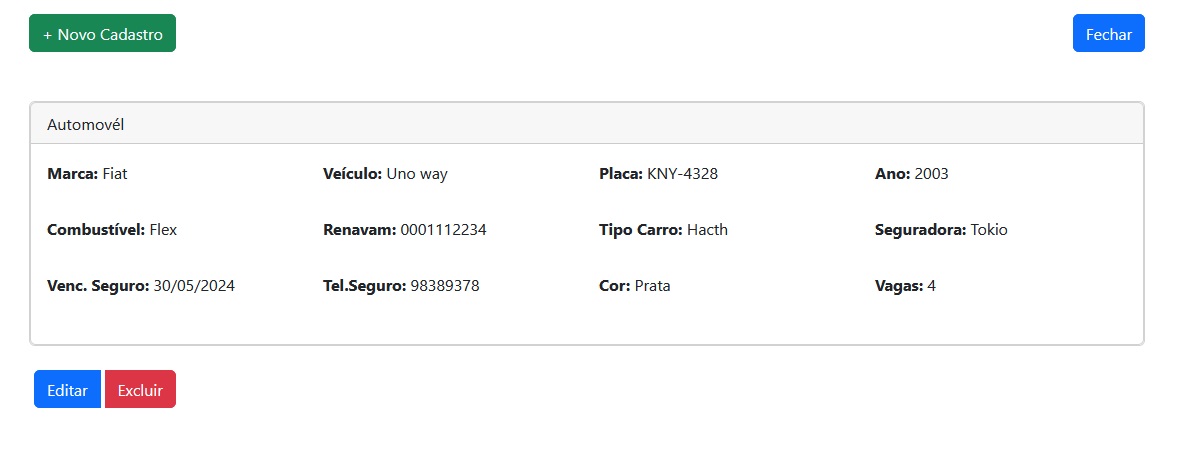 + Novo Cadastro Fechar
Automovél
Marca: Fiat Veículo: Uno way Placa: KNY-4328 Ano: 2003
Combustível: Flex Renavam: 0001112234 Tipo Carro: Hacth Seguradora: Tokio
Venc. Seguro: 30/05/2024 Tel.Seguro: 98389378 Cor: Prata Vagas: 4
Editar Excluir